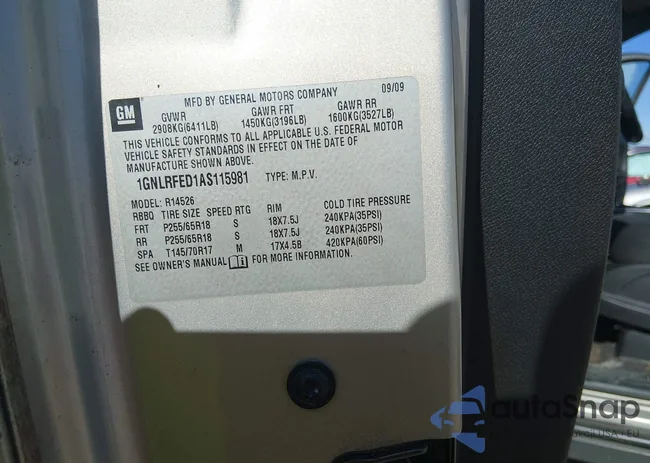 GM
MFD BY GENERAL MOTORS COMPANY 09/09
GVWR GAWR FRT GAWR RR
2908KG(6411LB) 1450KG(3196LB) 1600KG(3527LB)
THIS VEHICLE CONFORMS TO ALL APPLICABLE U.S. FEDERAL MOTOR
VEHICLE SAFETY STANDARDS IN EFFECT ON THE DATE OF
MANUFACTURE SHOWN ABOVE.
1GNLRFED1AS115981 TYPE: M.P.V.
MODEL: R14526
RBBQ TIRE SIZE SPEED RTG RIM COLD TIRE PRESSURE
FRT P255/65R18 S 18X7.5J 240KPA(35PSI)
RR P255/65R18 S 18X7.5J 240KPA(35PSI)
SPA T145/70R17 M 17X4.5B 420KPA(60PSI)
SEE OWNER'S MANUAL FOR MORE INFORMATION.
autoSnap